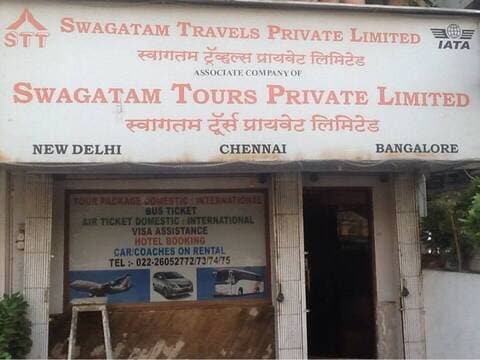 STT
SWAGATAM TRAVELS PRIVATE LIMITED
IATA
स्वागतम ट्रॅव्हल्स प्रायवेट लिमिटेड
ASSOCIATE COMPANY OF
SWAGATAM TOURS PRIVATE LIMITED
स्वागतम टूर्स प्रायवेट लिमिटेड
NEW DELHI CHENNAI BANGALORE
TOUR PACKAGE DOMESTIC : INTERNATIONAL
BUS TICKET
AIR TICKET DOMESTIC : INTERNATIONAL
VISA ASSISTANCE
HOTEL BOOKING
CAR/COACHES ON RENTAL
TEL :- 022-26052772/73/74/75